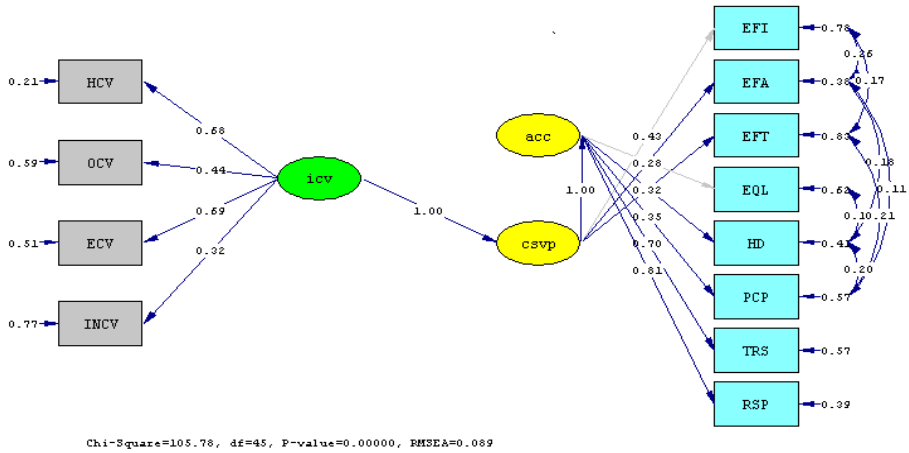 EFI
0.78
0.17
0.21
HCV
EFA
0.38
0.68
acc
0.43
EFT
0.83
0.59
OCV
0.44
icv
0.28
0.18
1.00
0.32
EQL
0.62
0.11
0.69
1.00
0.35
0.10
0.21
0.51
ECV
csvp
0.70
HD
0.41
0.32
0.81
0.20
PCP
0.57
0.77
INCV
TRS
0.57
RSP
0.39
Chi-Square=105.78, df=45, P-value=0.00000, RMSEA=0.089